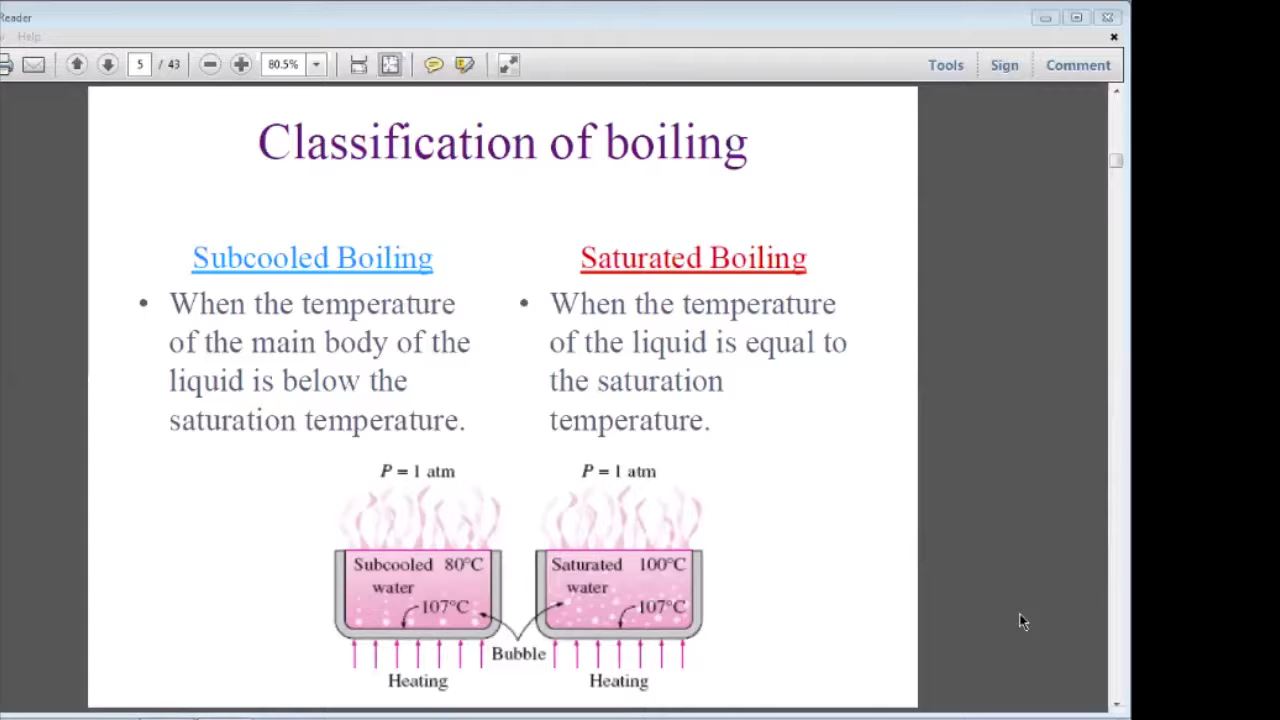 Reader
Help
5 / 43 80.5% Tools Sign Comment
Classification of boiling
Subcooled Boiling
• When the temperature
of the main body of the
liquid is below the
saturation temperature.
Saturated Boiling
• When the temperature
of the liquid is equal to
the saturation
temperature.
P = 1 atm
Subcooled 80°C
water
107°C
Heating
P = 1 atm
Saturated 100°C
water
107°C
Heating
Bubble